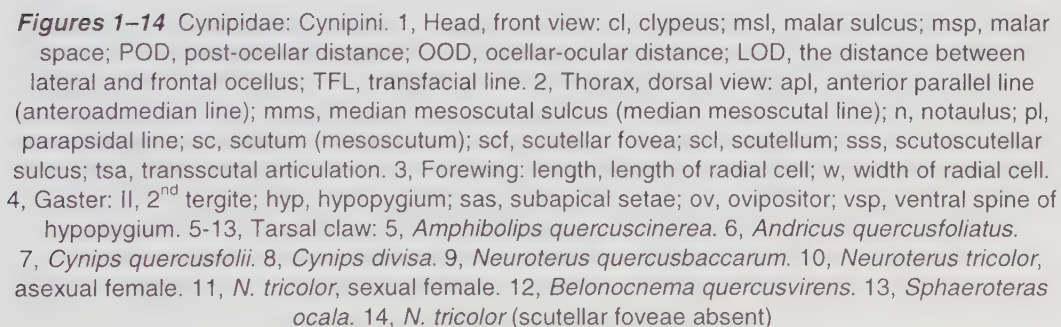 Figures 1–14 Cynipidae: Cynipini. 1, Head, front view: cl, clypeus; msl, malar sulcus; msp, malar
space; POD, post-ocellar distance; OOD, ocellar-ocular distance; LOD, the distance between
lateral and frontal ocellus; TFL, transfacial line. 2, Thorax, dorsal view: apl, anterior parallel line
(anteroadmedian line); mms, median mesoscutal sulcus (median mesoscutal line); n, notaulus; pl,
parapsidal line; sc, scutum (mesoscutum); scf, scutellar fovea; scl, scutellum; sss, scutoscutellar
sulcus; tsa, transscutal articulation. 3, Forewing: length, length of radial cell; w, width of radial cell.
4, Gaster: II, 2nd tergite; hyp, hypopygium; sas, subapical setae; ov, ovipositor; vsp, ventral spine of
hypopygium. 5-13, Tarsal claw: 5, Amphibolips quercuscinerea. 6, Andricus quercusfoliatus.
7, Cynips quercusfolii. 8, Cynips divisa. 9, Neuroterus quercusbaccarum. 10, Neuroterus tricolor,
asexual female. 11, N. tricolor, sexual female. 12, Belonocnema quercusvirens. 13, Sphaeroteras
ocala. 14, N. tricolor (scutellar foveae absent)